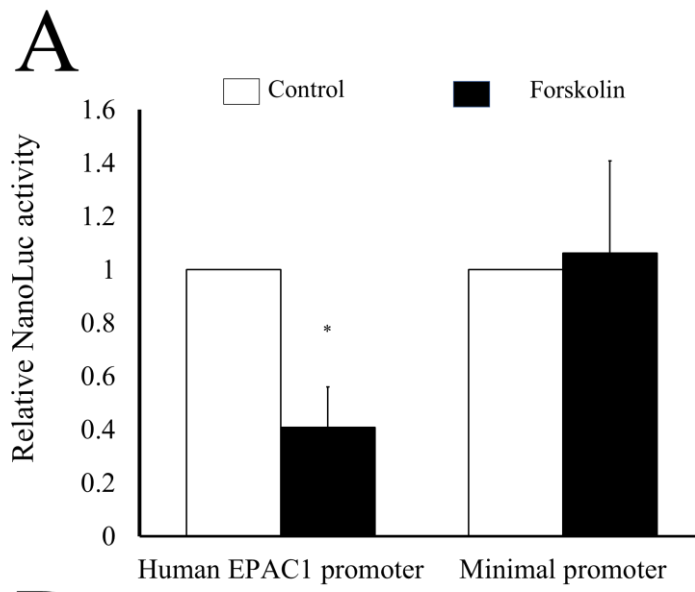 A
Control
Forskolin
Relative NanoLuc activity
1.6
1.4
1.2
1
0.8
0.6
0.4
0.2
0
*
Human EPAC1 promoter
Minimal promoter